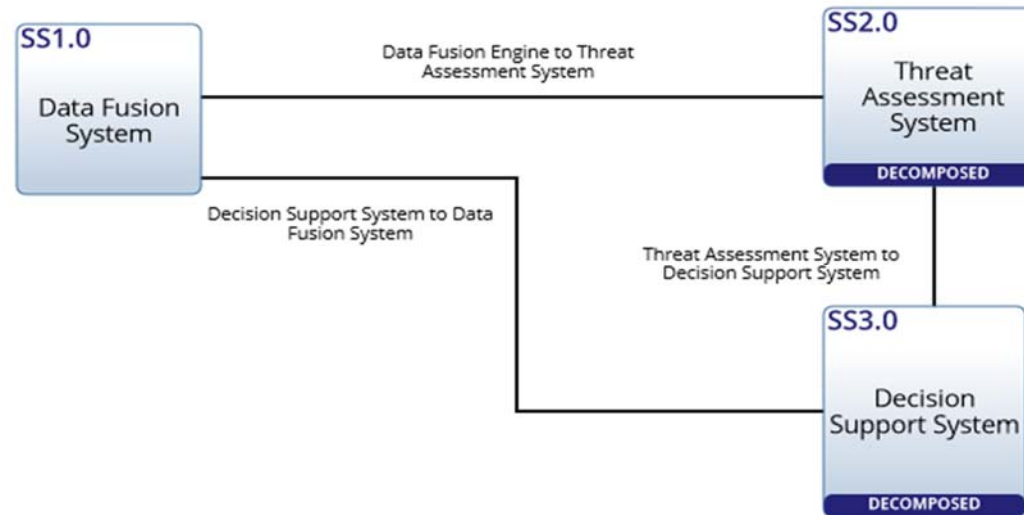 SS1.0
Data Fusion
System
Data Fusion Engine to Threat
Assessment System
SS2.0
Threat
Assessment
System
DECOMPOSED
Decision Support System to Data
Fusion System
Threat Assessment System to
Decision Support System
SS3.0
Decision
Support System
DECOMPOSED